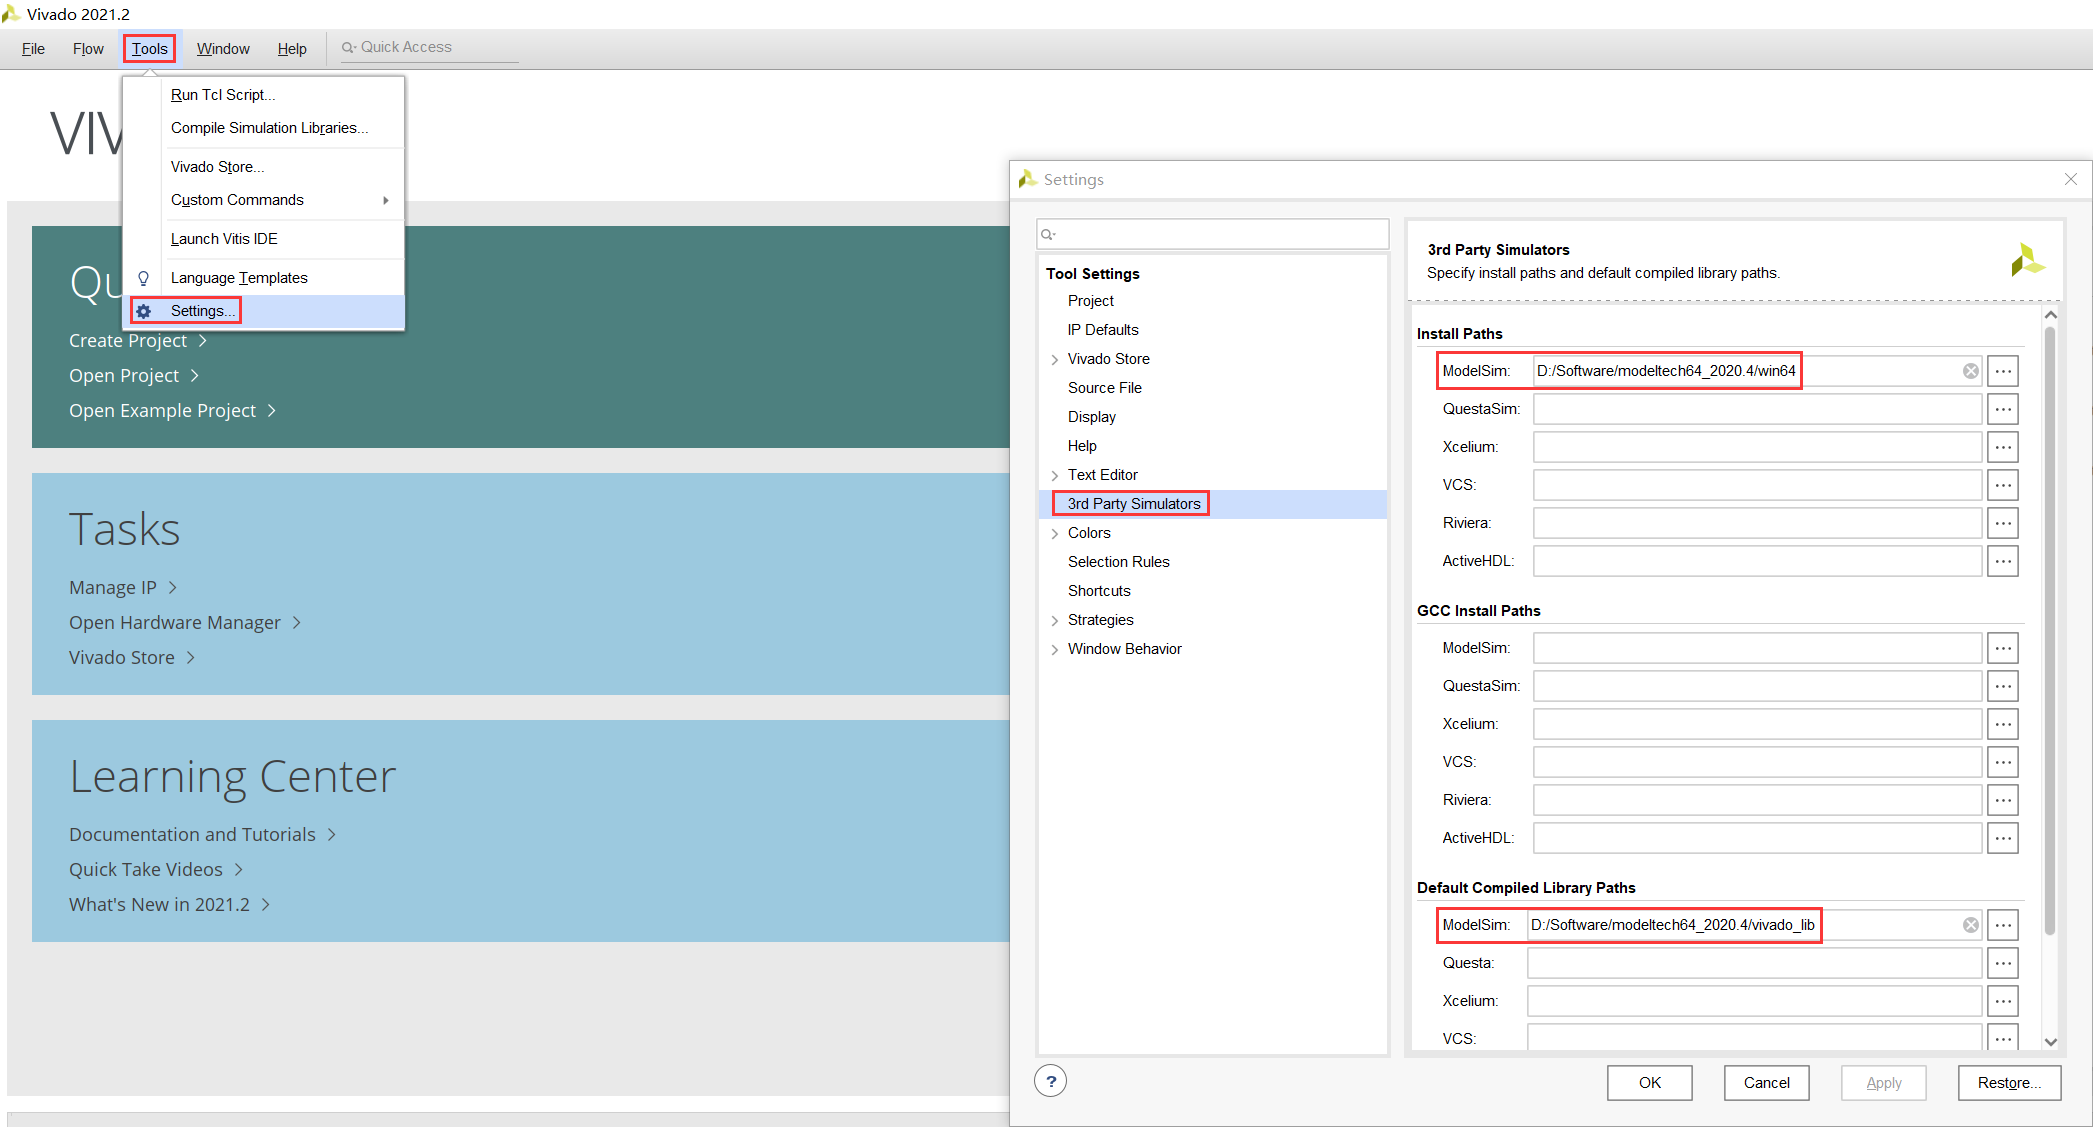 Vivado 2021.2
File Flow Tools Window Help Quick Access
Run Tcl Script...
Compile Simulation Libraries...
Vivado Store...
Custom Commands
Launch Vitis IDE
Language Templates
Settings...
VIV
Qu
Create Project
Open Project
Open Example Project
Tasks
Manage IP
Open Hardware Manager
Vivado Store
Learning Center
Documentation and Tutorials
Quick Take Videos
What's New in 2021.2
Settings
Tool Settings
Project
IP Defaults
Vivado Store
Source File
Display
Help
Text Editor
3rd Party Simulators
Colors
Selection Rules
Shortcuts
Strategies
Window Behavior
3rd Party Simulators
Specify install paths and default compiled library paths.
Install Paths
ModelSim: D:/Software/modeltech64_2020.4/win64
QuestaSim:
Xcelium:
VCS:
Riviera:
ActiveHDL:
GCC Install Paths
ModelSim:
QuestaSim:
Xcelium:
VCS:
Riviera:
ActiveHDL:
Default Compiled Library Paths
ModelSim: D:/Software/modeltech64_2020.4/vivado_lib
Questa:
Xcelium:
VCS:
? OK Cancel Apply Restore...